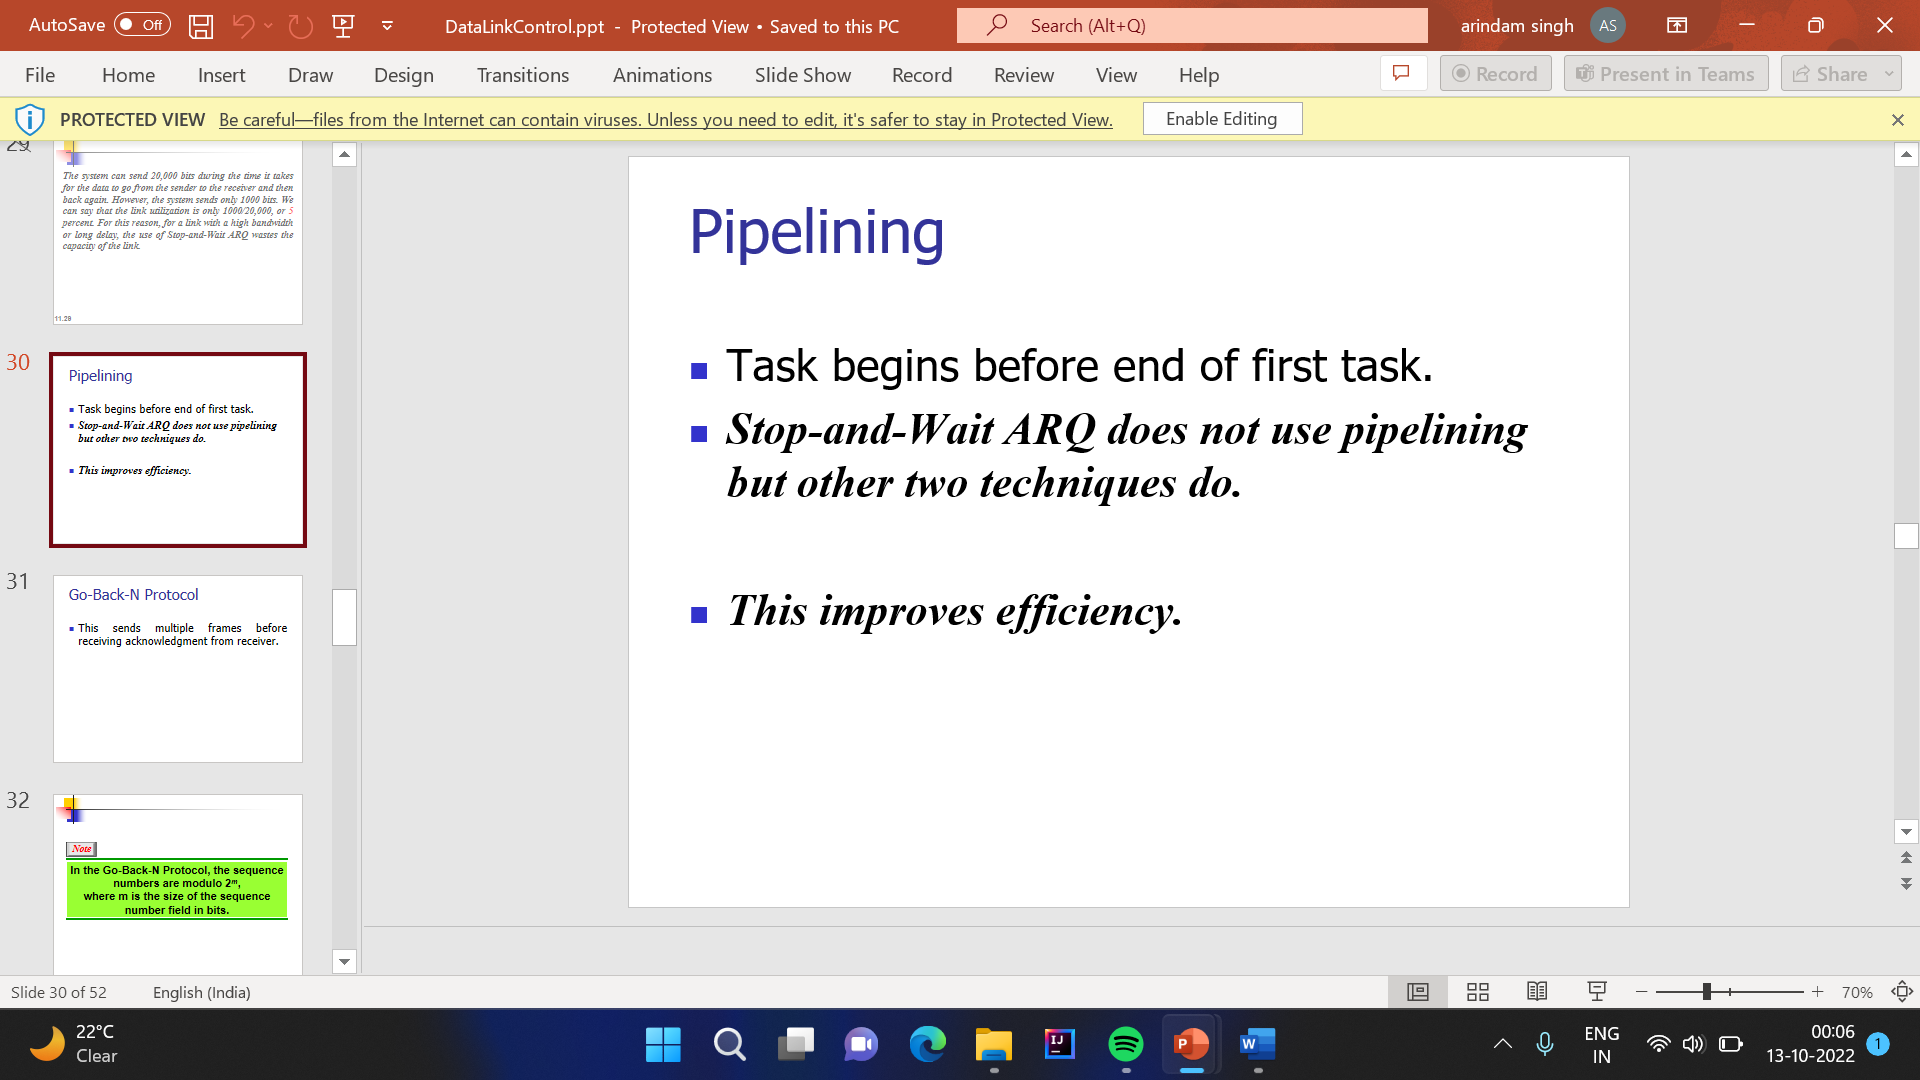 AutoSave Off
DataLinkControl.ppt - Protected View • Saved to this PC
Search (Alt+Q)
arindam singh AS
File Home Insert Draw Design Transitions Animations Slide Show Record Review View Help
Record Present in Teams Share
PROTECTED VIEW Be careful—files from the Internet can contain viruses. Unless you need to edit, it's safer to stay in Protected View. Enable Editing
29
The system can send 20,000 bits during the time it takes
for the data to go from the sender to the receiver and then
back again. However, the system sends only 1000 bits. We
can say that the link utilization is only 1000/20,000, or 5
percent. For this reason, for a link with a high bandwidth
or long delay, the use of Stop-and-Wait ARQ wastes the
capacity of the link.
11.29
30
Pipelining
Task begins before end of first task.
Stop-and-Wait ARQ does not use pipelining
but other two techniques do.
This improves efficiency.
31
Go-Back-N Protocol
This sends multiple frames before
receiving acknowledgment from receiver.
32
Note
In the Go-Back-N Protocol, the sequence
numbers are modulo 2ᵐ,
where m is the size of the sequence
number field in bits.
Pipelining
Task begins before end of first task.
Stop-and-Wait ARQ does not use pipelining
but other two techniques do.
This improves efficiency.
Slide 30 of 52 English (India)
70%
22°C
Clear
ENG
IN
00:06
13-10-2022
1